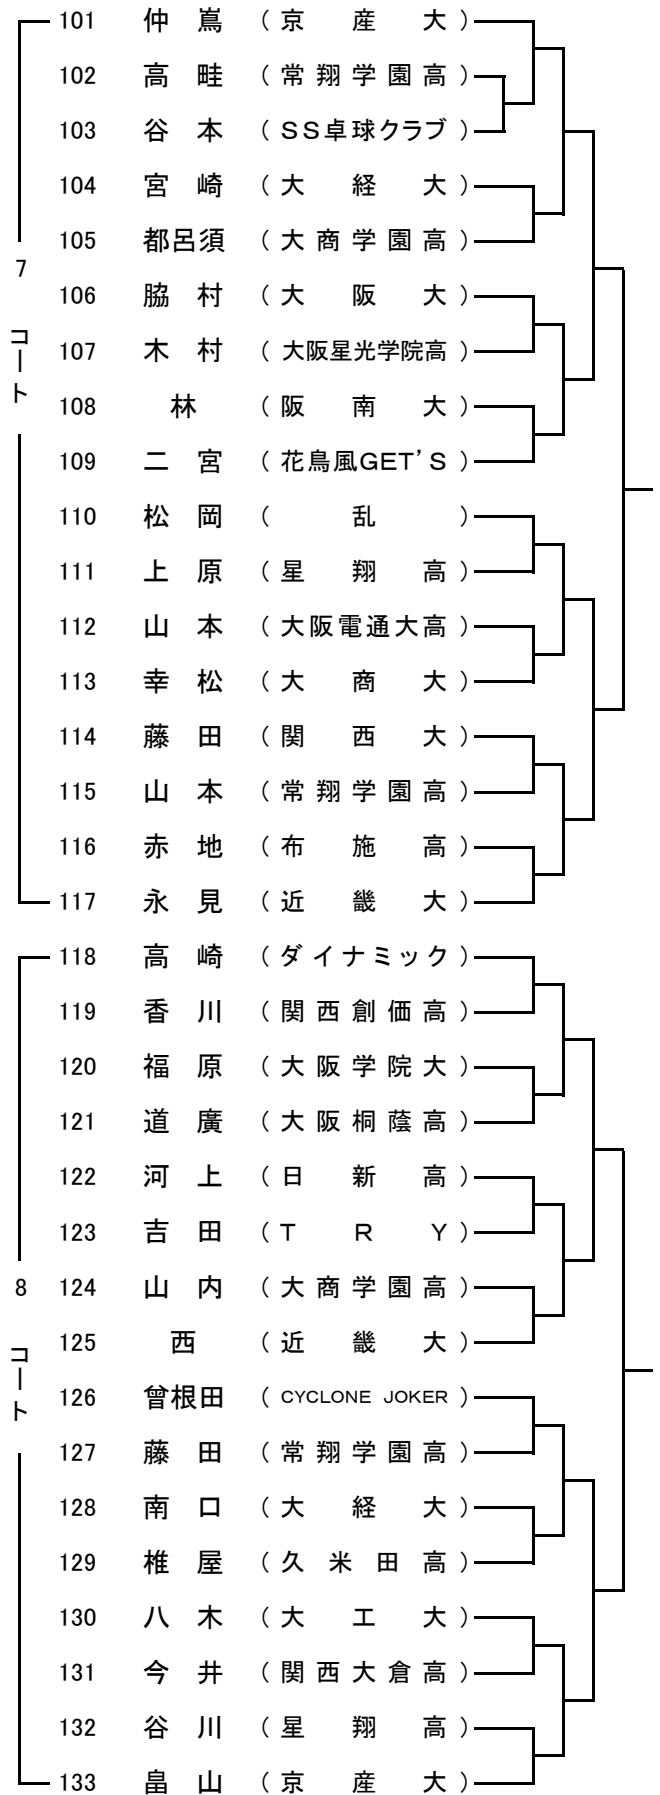 101 仲嶌 (京産大)
102 高畦 (常翔学園高)
103 谷本 (SS卓球クラブ)
104 宮崎 (大経大)
105 都呂須 (大商学園高)
7コート
106 脇村 (大阪大)
107 木村 (大阪星光学院高)
108 林 (阪南大)
109 二宮 (花鳥風GET'S)
110 松岡 (乱)
111 上原 (星翔高)
112 山本 (大阪電通大高)
113 幸松 (大商大)
114 藤田 (関西大)
115 山本 (常翔学園高)
116 赤地 (布施高)
117 永見 (近畿大)
118 高崎 (ダイナミック)
119 香川 (関西創価高)
120 福原 (大阪学院大)
121 道廣 (大阪桐蔭高)
122 河上 (日新高)
123 吉田 (TRY)
8コート
124 山内 (大商学園高)
125 西 (近畿大)
126 曾根田 (CYCLONE JOKER)
127 藤田 (常翔学園高)
128 南口 (大経大)
129 椎屋 (久米田高)
130 八木 (大工大)
131 今井 (関西大倉高)
132 谷川 (星翔高)
133 畠山 (京産大)